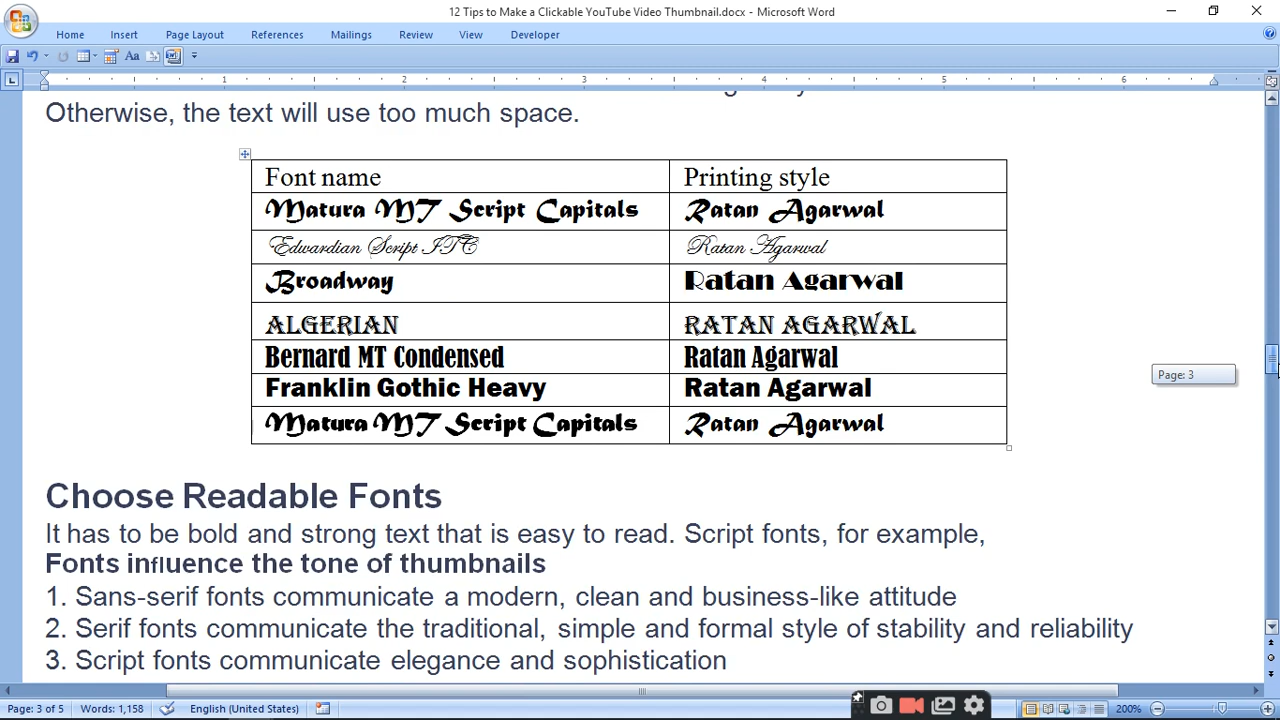 12 Tips to Make a Clickable YouTube Video Thumbnail.docx - Microsoft Word
Home Insert Page Layout References Mailings Review View Developer
1 2 3 4 5 6
Otherwise, the text will use too much space.
Font name Printing style
Matura MT Script Capitals Ratan Agarwal
Edwardian Script ITC Ratan Agarwal
Broadway Ratan Agarwal
ALGERIAN RATAN AGARWAL
Bernard MT Condensed Ratan Agarwal
Franklin Gothic Heavy Ratan Agarwal
Matura MT Script Capitals Ratan Agarwal
Page: 3
Choose Readable Fonts
It has to be bold and strong text that is easy to read. Script fonts, for example,
Fonts influence the tone of thumbnails
1. Sans-serif fonts communicate a modern, clean and business-like attitude
2. Serif fonts communicate the traditional, simple and formal style of stability and reliability
3. Script fonts communicate elegance and sophistication
Page: 3 of 5 Words: 1,158 English (United States) 200%